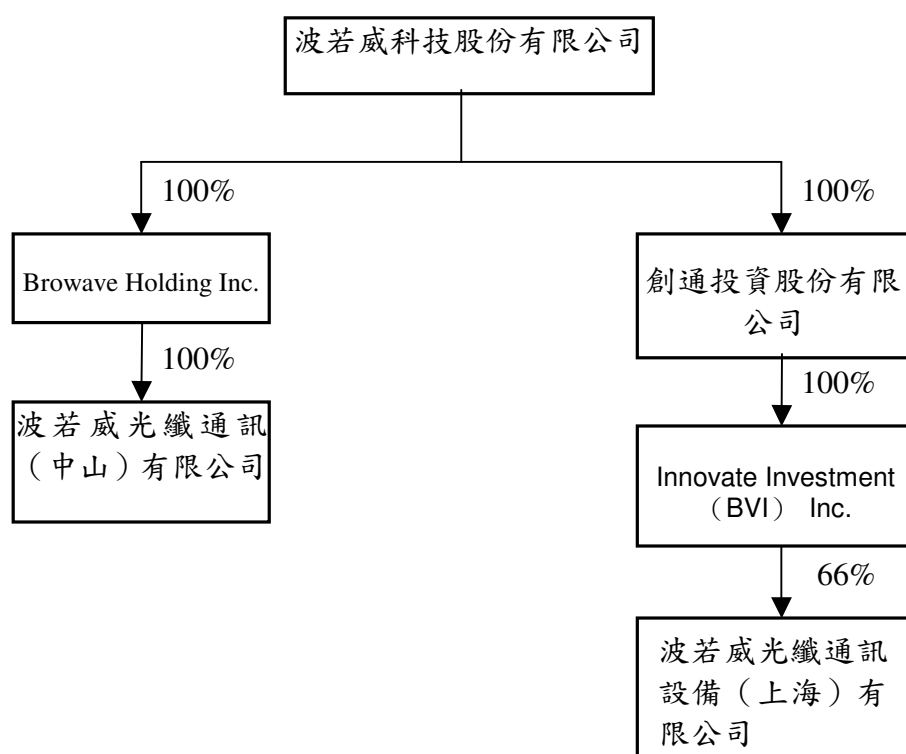 波若威科技股份有限公司
100%
100%
Browave Holding Inc.
創通投資股份有限
公司
100%
100%
波若威光纖通訊
（中山）有限公司
Innovate Investment
（BVI） Inc.
66%
波若威光纖通訊
設備（上海）有
限公司